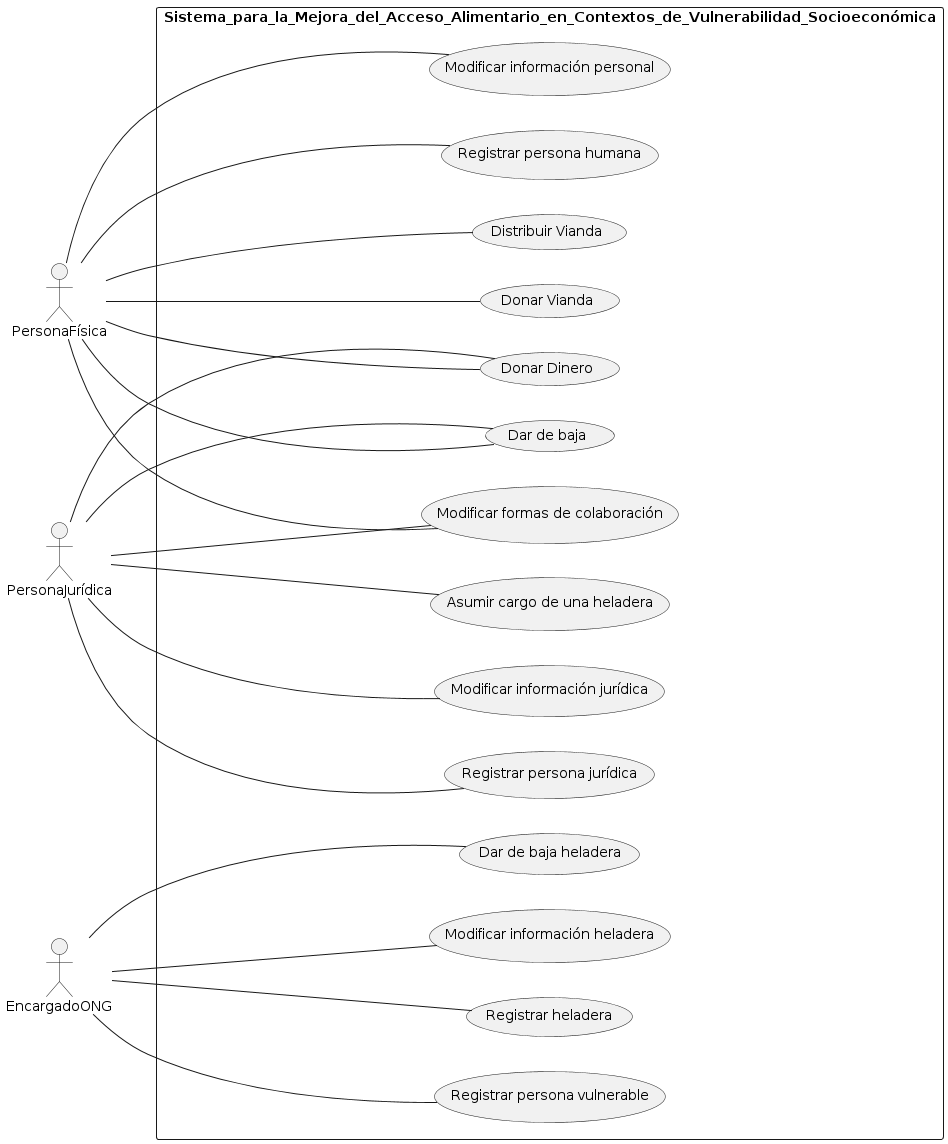 Sistema_para_la_Mejora_del_Acceso_Alimentario_en_Contextos_de_Vulnerabilidad_Socioeconómica
Modificar información personal
Registrar persona humana
Distribuir Vianda
Donar Vianda
PersonaFísica
Donar Dinero
Dar de baja
Modificar formas de colaboración
PersonaJurídica
Asumir cargo de una heladera
Modificar información jurídica
Registrar persona jurídica
Dar de baja heladera
Modificar información heladera
EncargadoONG
Registrar heladera
Registrar persona vulnerable